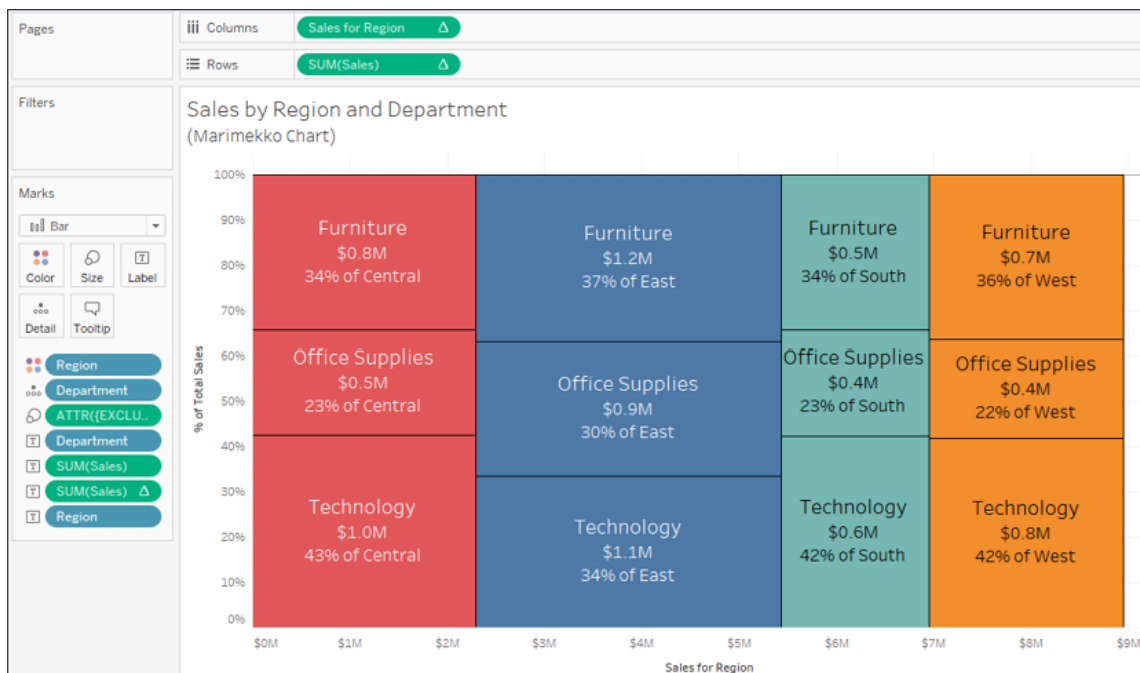 Pages
Columns
Sales for Region
Rows
SUM(Sales)
Filters
Sales by Region and Department
(Marimekko Chart)
Marks
Bar
Color
Size
Label
Detail
Tooltip
Region
Department
ATTR({EXCLU..
Department
SUM(Sales)
SUM(Sales)
Region
% of Total Sales
100%
90%
80%
70%
60%
50%
40%
30%
20%
10%
0%
Furniture
$0.8M
34% of Central
Office Supplies
$0.5M
23% of Central
Technology
$1.0M
43% of Central
Furniture
$1.2M
37% of East
Office Supplies
$0.9M
30% of East
Technology
$1.1M
34% of East
Furniture
$0.5M
34% of South
Office Supplies
$0.4M
23% of South
Technology
$0.6M
42% of South
Furniture
$0.7M
36% of West
Office Supplies
$0.4M
22% of West
Technology
$0.8M
42% of West
$0M $1M $2M $3M $4M $5M $6M $7M $8M $9M
Sales for Region